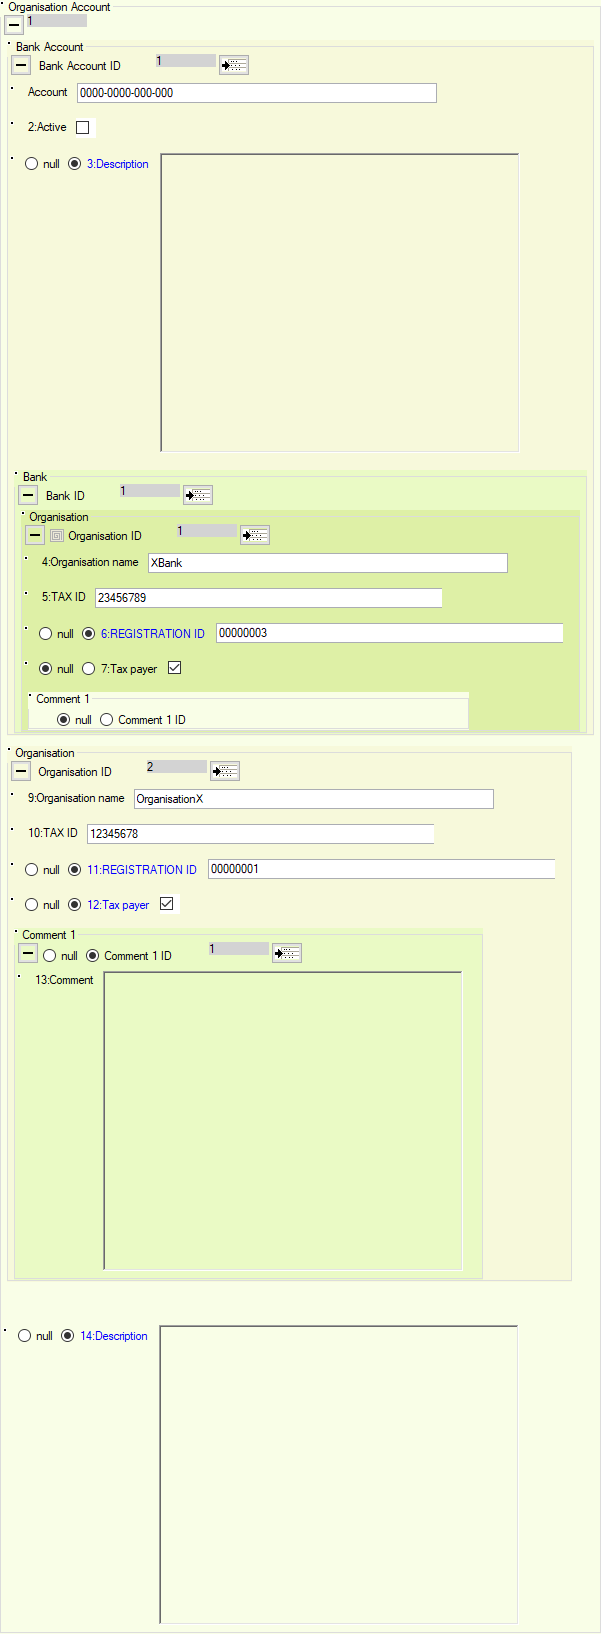 Organisation Account
1
Bank Account
Bank Account ID 1
Account 0000-0000-000-000
2:Active
null 3:Description
Bank
Bank ID 1
Organisation
Organisation ID 1
4:Organisation name XBank
5:TAX ID 23456789
null 6:REGISTRATION ID 00000003
null 7:Tax payer
Comment 1
null Comment 1 ID
Organisation
Organisation ID 2
9:Organisation name OrganisationX
10:TAX ID 12345678
null 11:REGISTRATION ID 00000001
null 12:Tax payer
Comment 1
null Comment 1 ID 1
13:Comment
null 14:Description